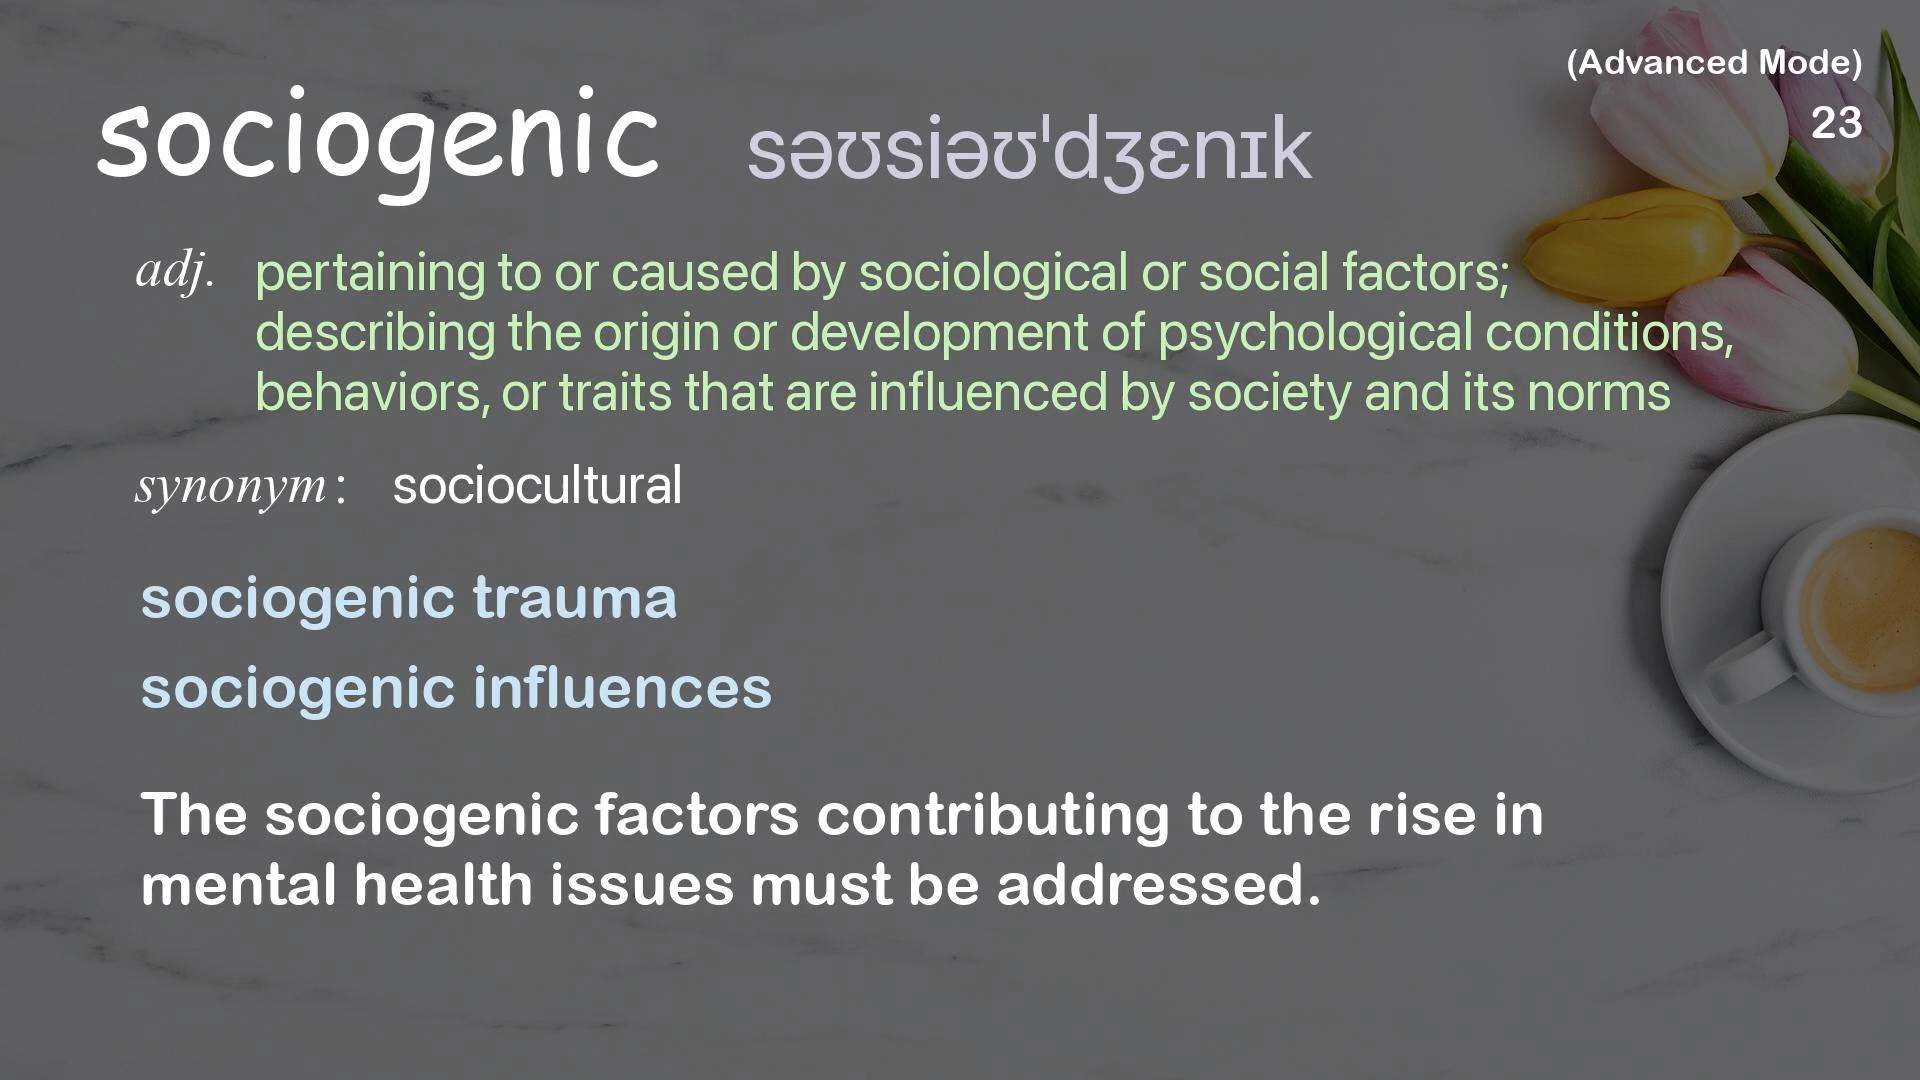 (Advanced Mode)
23
sociogenic səʊsiəʊˈdʒɛnɪk
adj. pertaining to or caused by sociological or social factors;
describing the origin or development of psychological conditions,
behaviors, or traits that are influenced by society and its norms
synonym: sociocultural
sociogenic trauma
sociogenic influences
The sociogenic factors contributing to the rise in
mental health issues must be addressed.